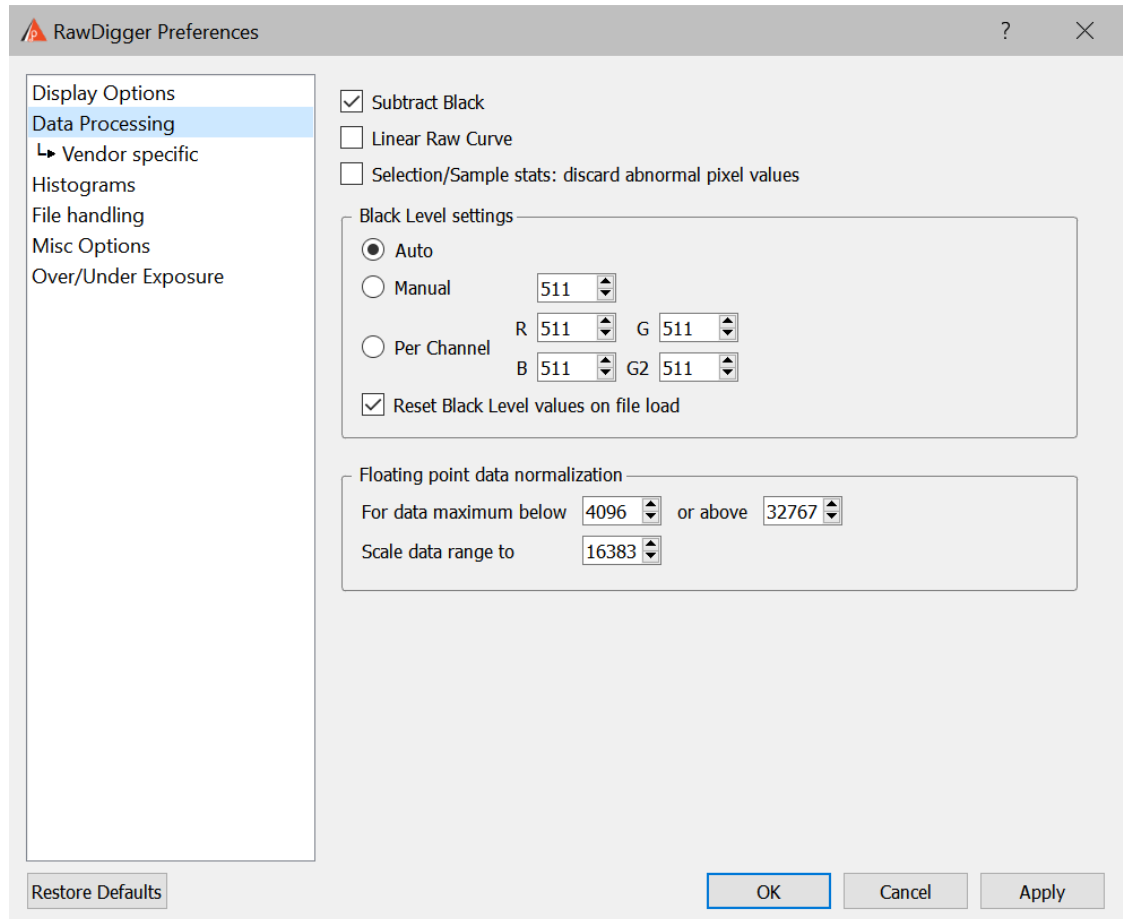 RawDigger Preferences ?
Display Options
Data Processing
Vendor specific
Histograms
File handling
Misc Options
Over/Under Exposure
Subtract Black
Linear Raw Curve
Selection/Sample stats: discard abnormal pixel values
Black Level settings
Auto
Manual 511
R 511 G 511
Per Channel
B 511 G2 511
Reset Black Level values on file load
Floating point data normalization
For data maximum below 4096 or above 32767
Scale data range to 16383
Restore Defaults OK Cancel Apply